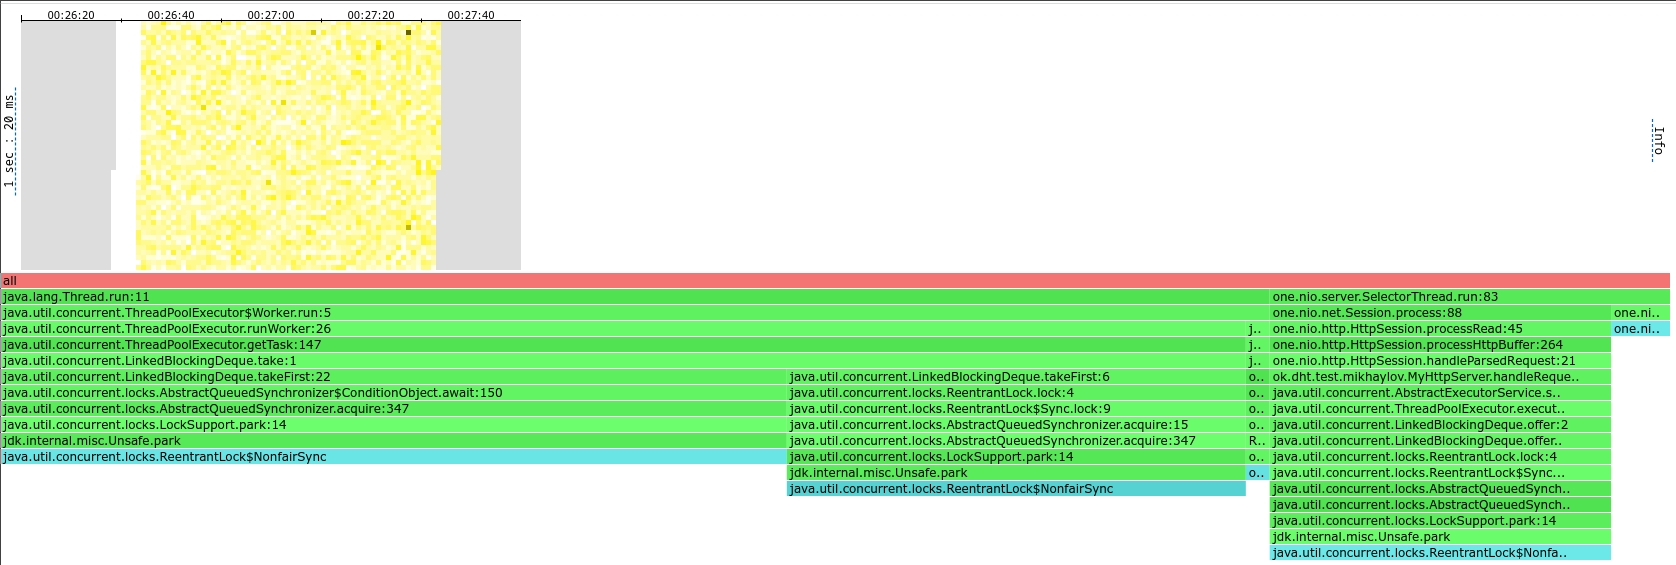 00:26:20 00:26:40 00:27:00 00:27:20 00:27:40
1 sec : 20 ms
Info
all
java.lang.Thread.run:11 one.nio.server.SelectorThread.run:83
java.util.concurrent.ThreadPoolExecutor$Worker.run:5 one.nio.net.Session.process:88 one.ni..
java.util.concurrent.ThreadPoolExecutor.runWorker:26 j.. one.nio.http.HttpSession.processRead:45 one.ni..
java.util.concurrent.ThreadPoolExecutor.getTask:147 j.. one.nio.http.HttpSession.processHttpBuffer:264
java.util.concurrent.LinkedBlockingDeque.take:1 j.. one.nio.http.HttpSession.handleParsedRequest:21
java.util.concurrent.LinkedBlockingDeque.takeFirst:22 java.util.concurrent.LinkedBlockingDeque.takeFirst:6 o.. ok.dht.test.mikhaylov.MyHttpServer.handleReque..
java.util.concurrent.locks.AbstractQueuedSynchronizer$ConditionObject.await:150 java.util.concurrent.locks.ReentrantLock.lock:4 o.. java.util.concurrent.AbstractExecutorService.s..
java.util.concurrent.locks.AbstractQueuedSynchronizer.acquire:347 java.util.concurrent.locks.ReentrantLock$Sync.lock:9 o.. java.util.concurrent.ThreadPoolExecutor.execut..
java.util.concurrent.locks.LockSupport.park:14 java.util.concurrent.locks.AbstractQueuedSynchronizer.acquire:15 o.. java.util.concurrent.LinkedBlockingDeque.offer:2
jdk.internal.misc.Unsafe.park java.util.concurrent.locks.AbstractQueuedSynchronizer.acquire:347 R.. java.util.concurrent.LinkedBlockingDeque.offer..
java.util.concurrent.locks.ReentrantLock$NonfairSync java.util.concurrent.locks.LockSupport.park:14 o.. java.util.concurrent.locks.ReentrantLock.lock:4
jdk.internal.misc.Unsafe.park o.. java.util.concurrent.locks.ReentrantLock$Sync...
java.util.concurrent.locks.ReentrantLock$NonfairSync java.util.concurrent.locks.AbstractQueuedSynch..
java.util.concurrent.locks.AbstractQueuedSynch..
java.util.concurrent.locks.LockSupport.park:14
jdk.internal.misc.Unsafe.park
java.util.concurrent.locks.ReentrantLock$Nonfa..